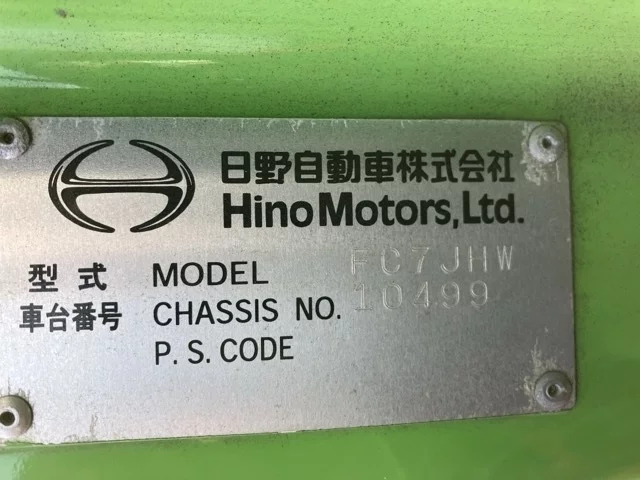 日野自動車株式会社
Hino Motors, Ltd.
型式 MODEL FC7JHW
車台番号 CHASSIS NO. 10499
P. S. CODE